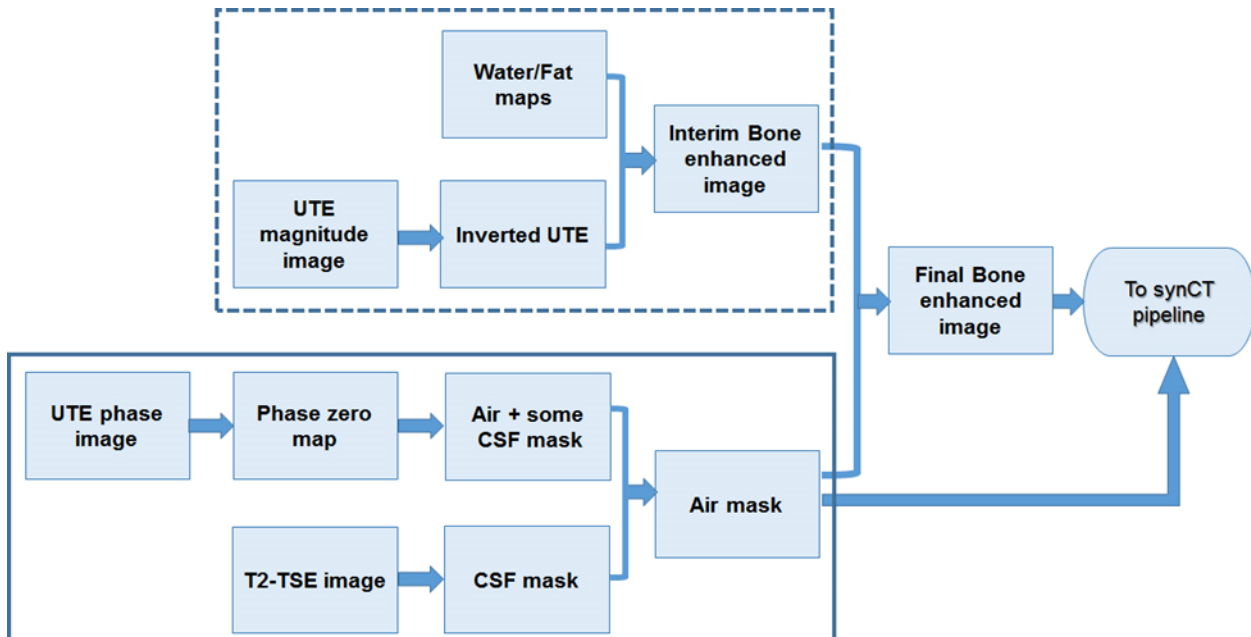 Water/Fat
maps
UTE
magnitude
image
Inverted UTE
Interim Bone
enhanced
image
Final Bone
enhanced
image
To synCT
pipeline
UTE phase
image
Phase zero
map
Air + some
CSF mask
T2-TSE image
CSF mask
Air mask